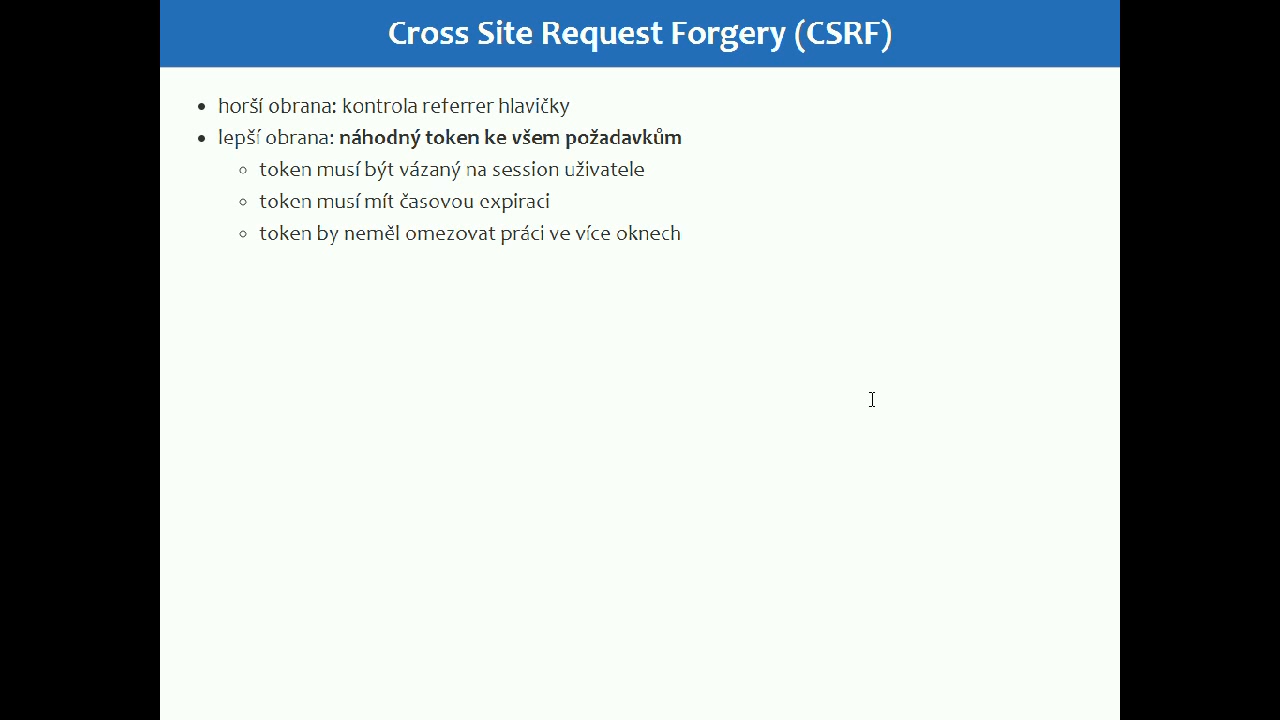 Cross Site Request Forgery (CSRF)
• horší obrana: kontrola referrer hlavičky
• lepší obrana: náhodný token ke všem požadavkům
◦ token musí být vázaný na session uživatele
◦ token musí mít časovou expiraci
◦ token by neměl omezovat práci ve více oknech